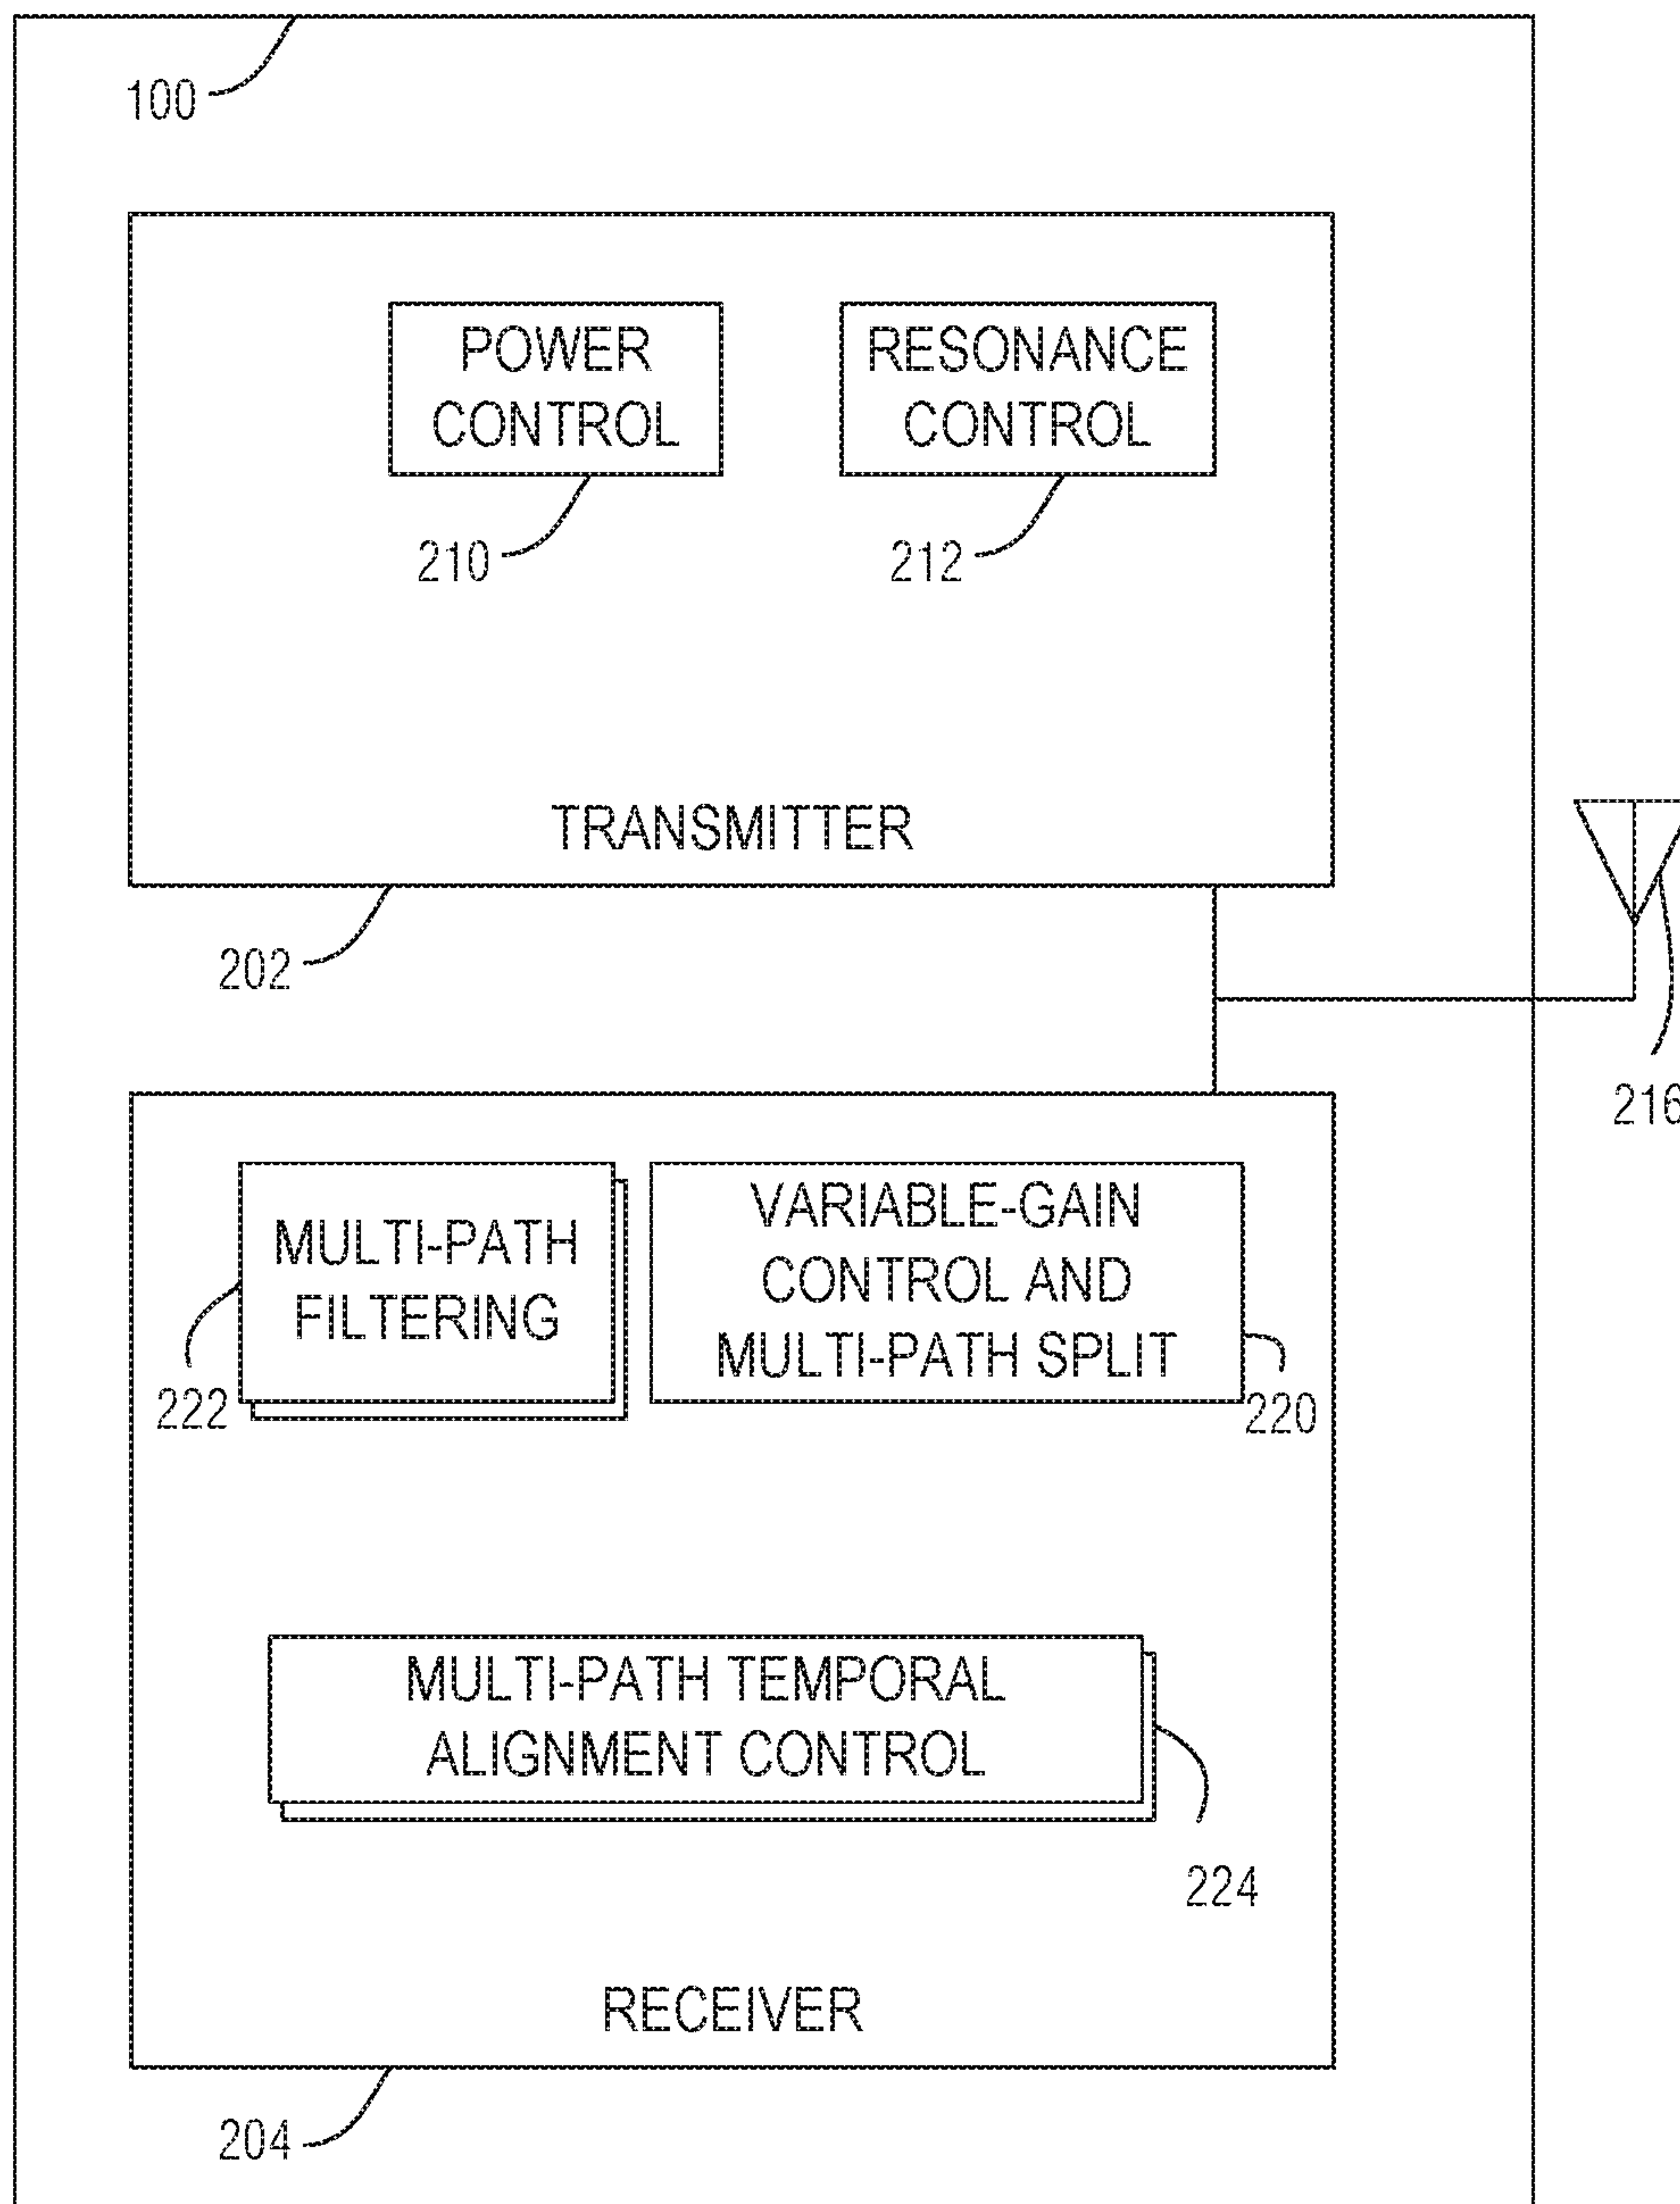 100
POWER
CONTROL
RESONANCE
CONTROL
210
212
TRANSMITTER
202
216
MULTI-PATH
FILTERING
VARIABLE-GAIN
CONTROL AND
MULTI-PATH SPLIT
222
220
MULTI-PATH TEMPORAL
ALIGNMENT CONTROL
224
RECEIVER
204